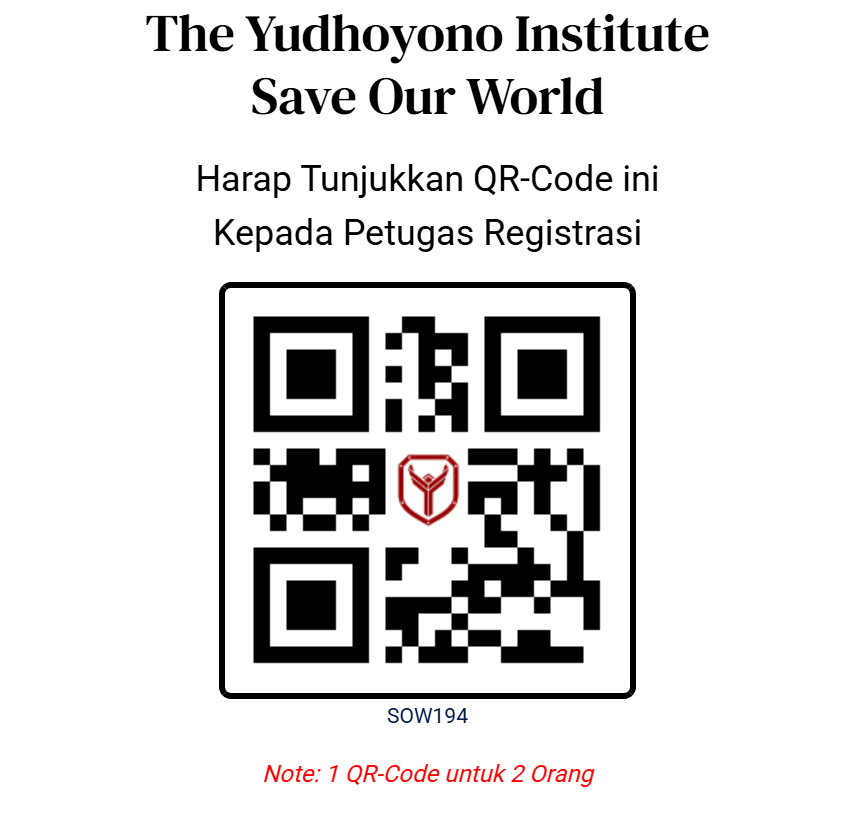 The Yudhoyono Institute
Save Our World
Harap Tunjukkan QR-Code ini
Kepada Petugas Registrasi
SOW194
Note: 1 QR-Code untuk 2 Orang